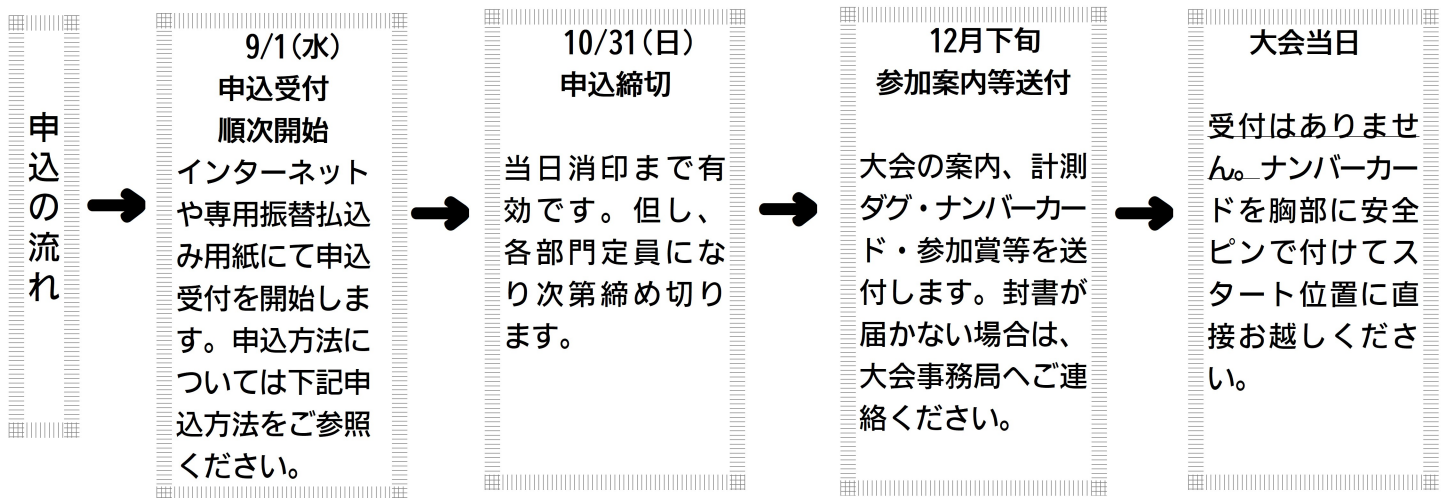 申込の流れ
9/1(水)
申込受付
順次開始
インターネット
や専用振替払込
み用紙にて申込
受付を開始しま
す。申込方法に
ついては下記申
込方法をご参照
ください。
10/31(日)
申込締切
当日消印まで有
効です。但し、
各部門定員にな
り次第締め切り
ます。
12月下旬
参加案内等送付
大会の案内、計測
ダグ・ナンバーカー
ド・参加賞等を送
付します。封書が
届かない場合は、
大会事務局へご連
絡ください。
大会当日
受付はありませ
ん。ナンバーカー
ドを胸部に安全
ピンで付けてス
タート位置に直
接お越しくださ
い。